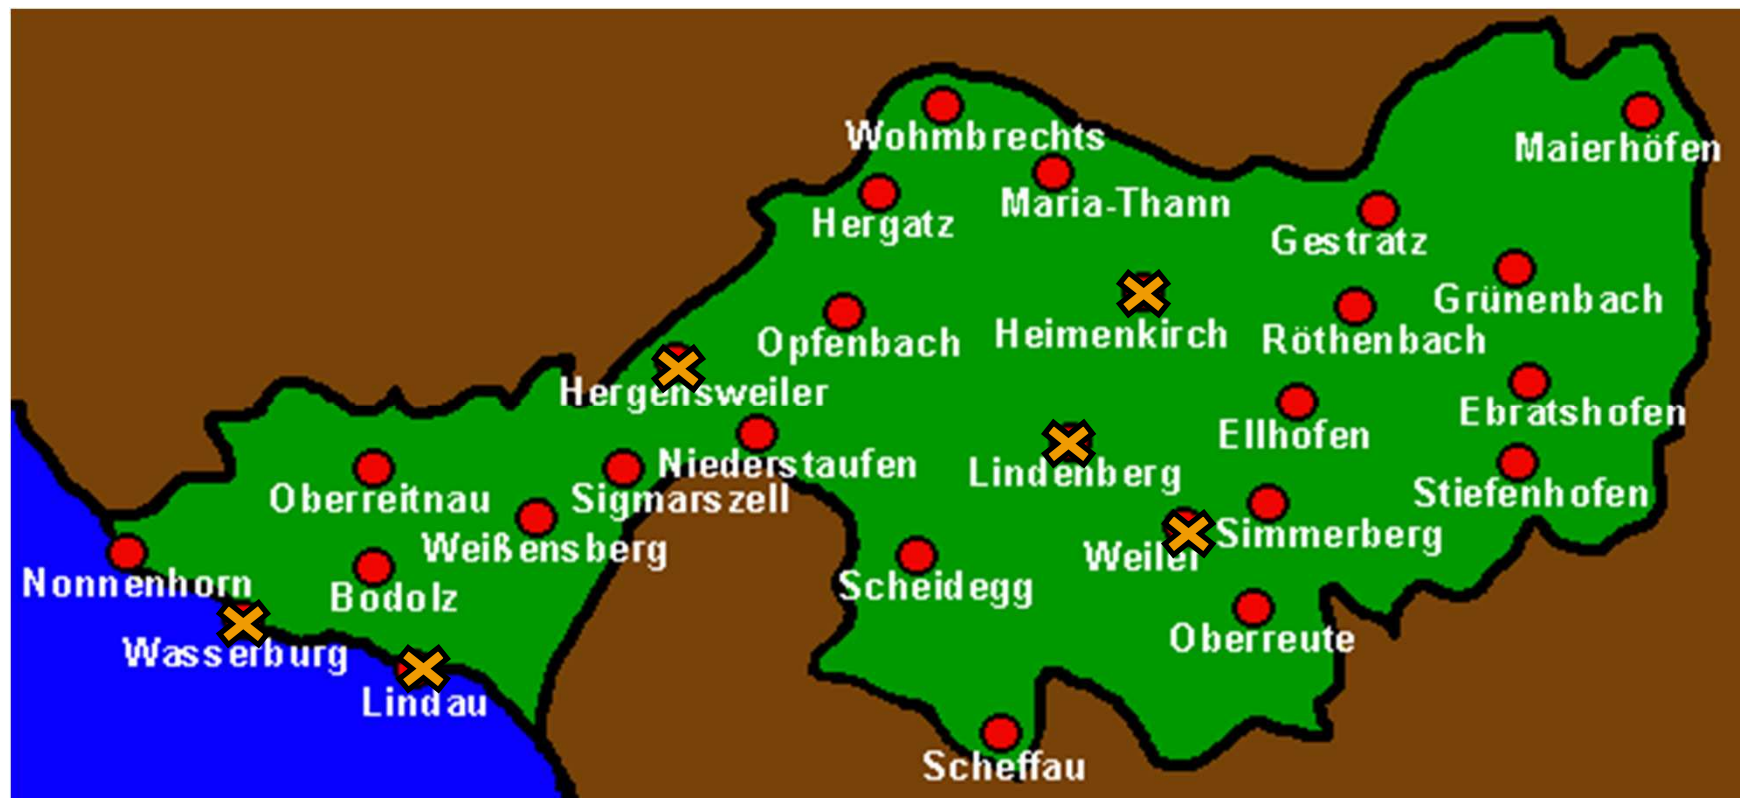 Wohmbrechts
Maierhöfen
Maria-Thann
Hergatz
Gestratz
Grünenbach
Heimenkirch
Röthenbach
Opfenbach
Hergensweiler
Ebratshofen
Ellhofen
Niederstaufen
Lindenberg
Stiefenhofen
Oberreitnau
Sigmarszell
Simmerberg
Weißensberg
Weiler
Nonnenhorn
Scheidegg
Bodolz
Oberreute
Wasserburg
Lindau
Scheffau